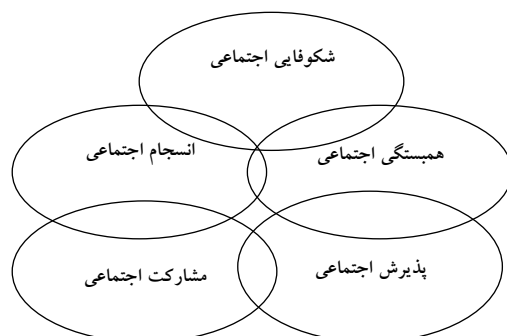 شکوفایی اجتماعی
همبستگی اجتماعی
انسجام اجتماعی
پذیرش اجتماعی
مشارکت اجتماعی